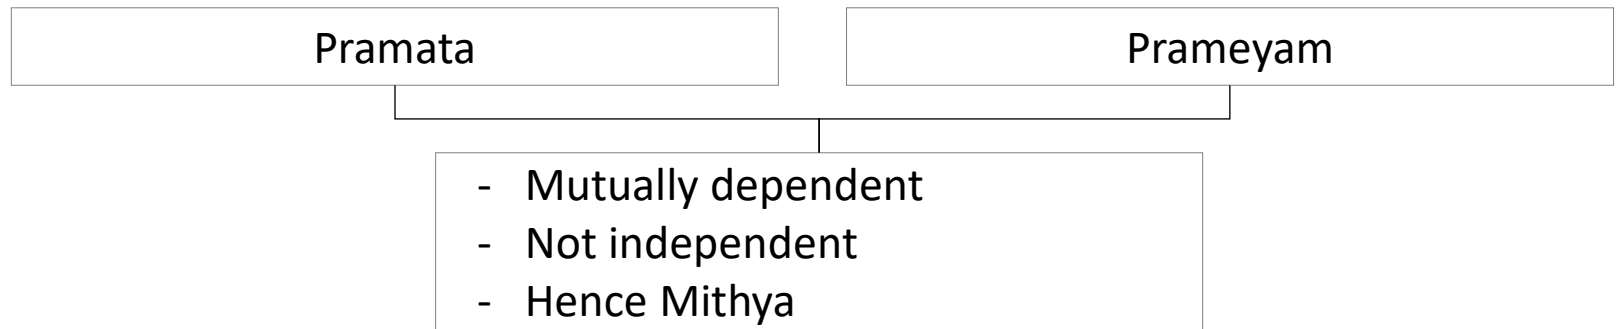 Pramata
Prameyam
- Mutually dependent
- Not independent
- Hence Mithya